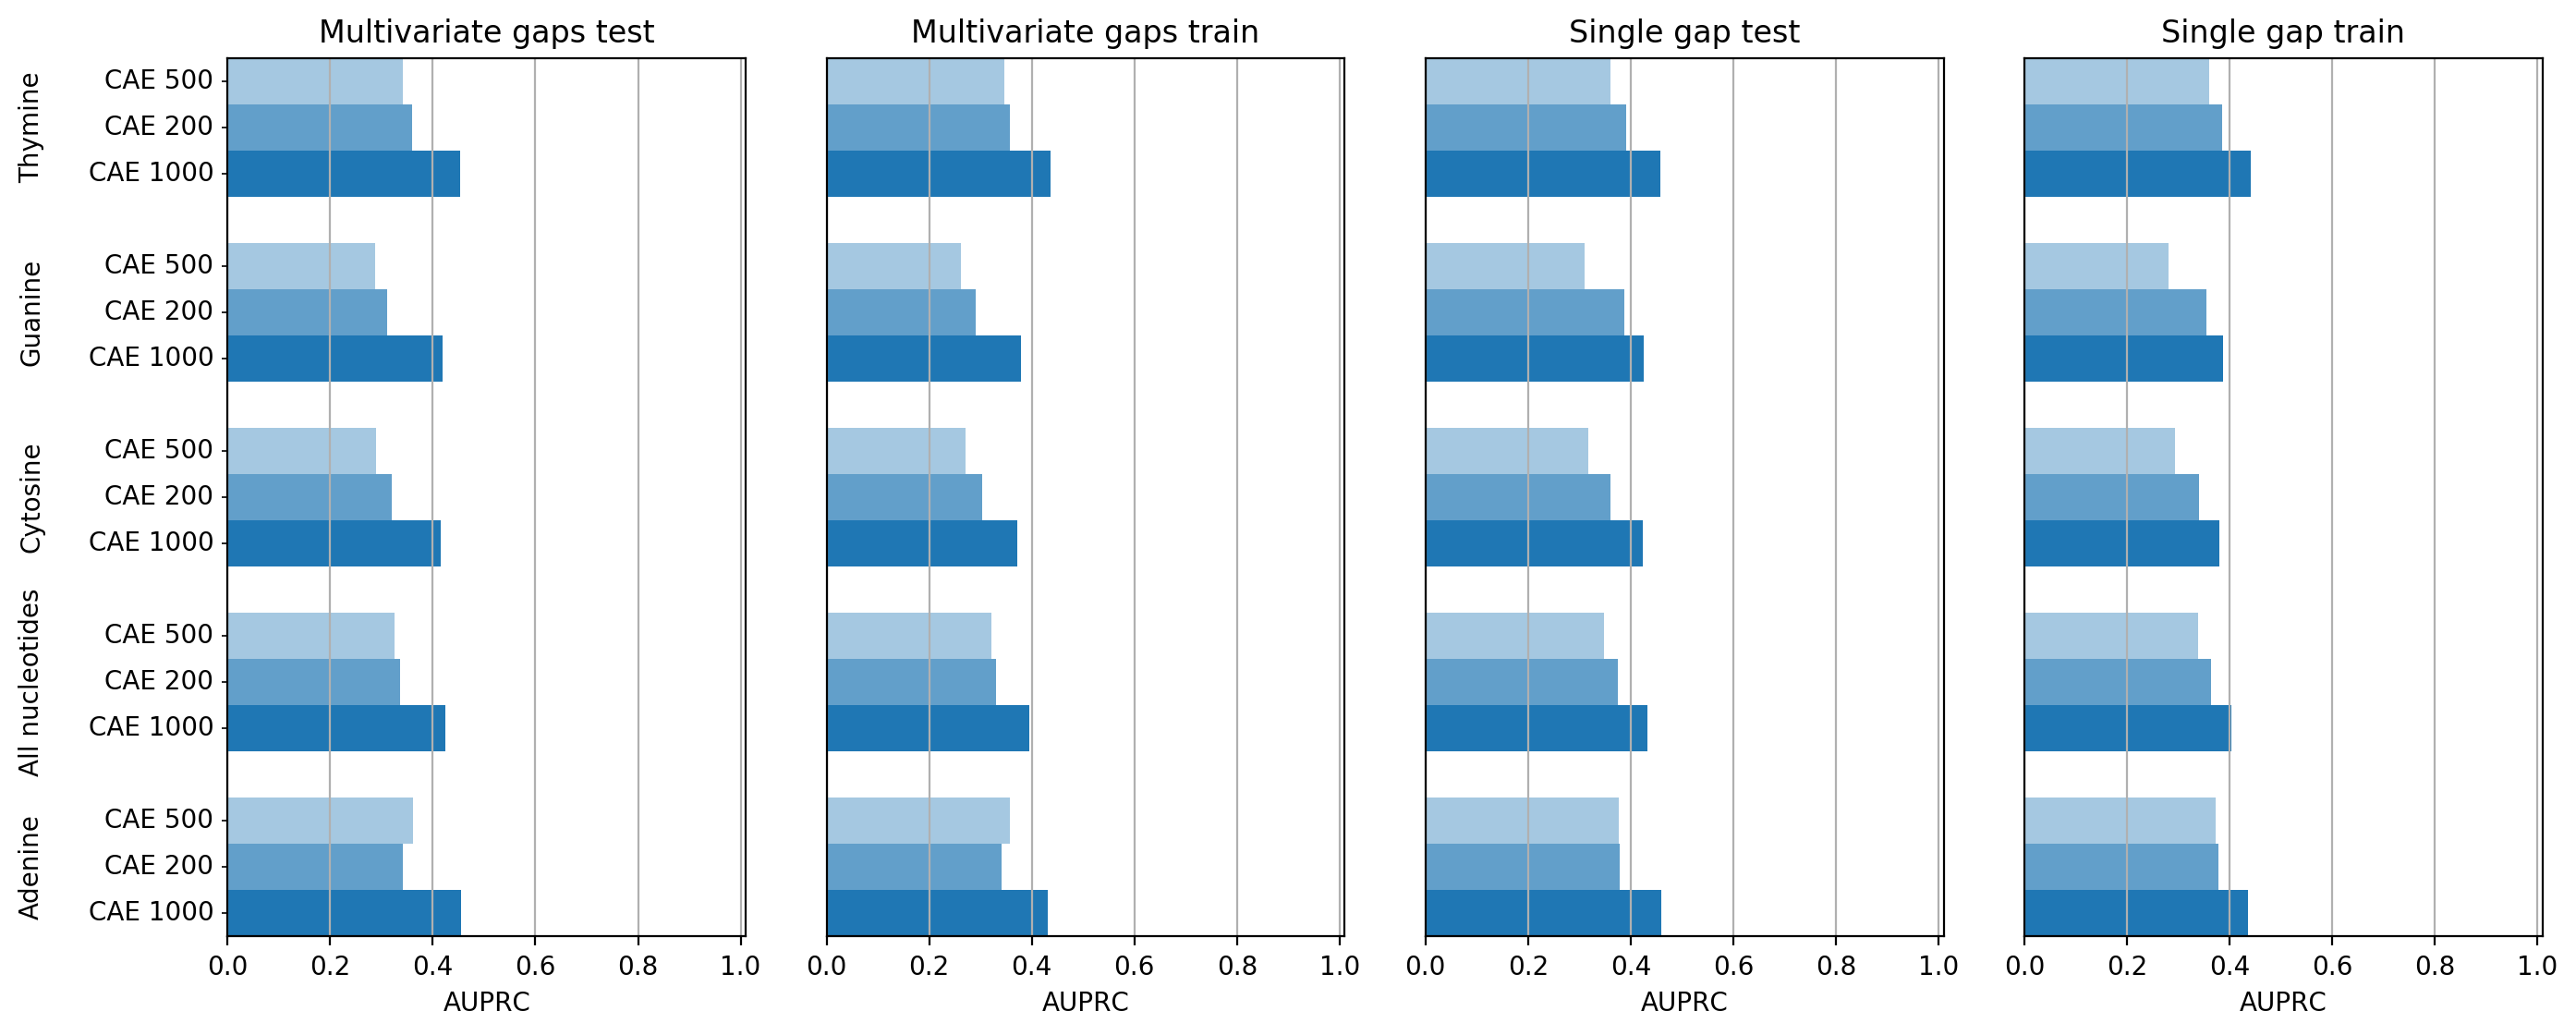 Multivariate gaps test
Multivariate gaps train
Single gap test
Single gap train
Thymine
CAE 500
CAE 200
CAE 1000
Guanine
CAE 500
CAE 200
CAE 1000
Cytosine
CAE 500
CAE 200
CAE 1000
All nucleotides
CAE 500
CAE 200
CAE 1000
Adenine
CAE 500
CAE 200
CAE 1000
0.0 0.2 0.4 0.6 0.8 1.0
AUPRC
0.0 0.2 0.4 0.6 0.8 1.0
AUPRC
0.0 0.2 0.4 0.6 0.8 1.0
AUPRC
0.0 0.2 0.4 0.6 0.8 1.0
AUPRC